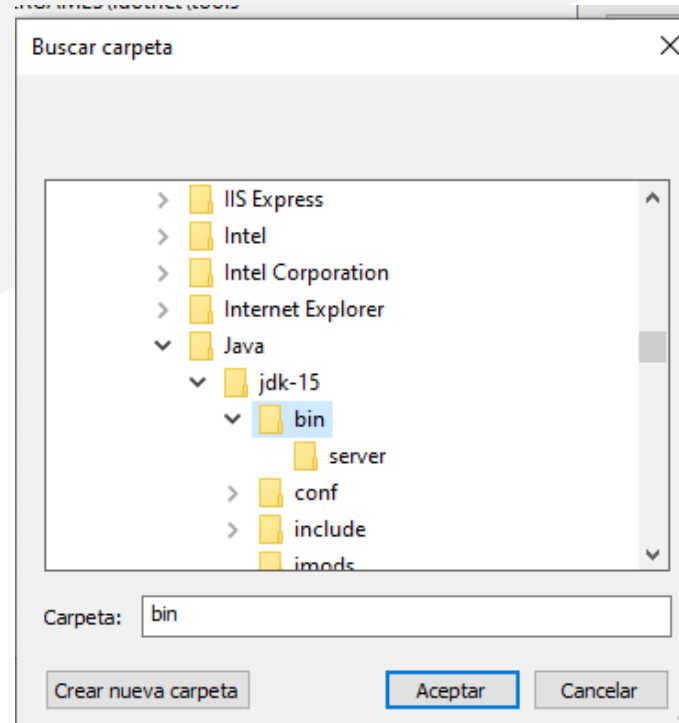 Buscar carpeta
IIS Express
Intel
Intel Corporation
Internet Explorer
Java
jdk-15
bin
server
conf
include
jmods
Carpeta: bin
Crear nueva carpeta Aceptar Cancelar